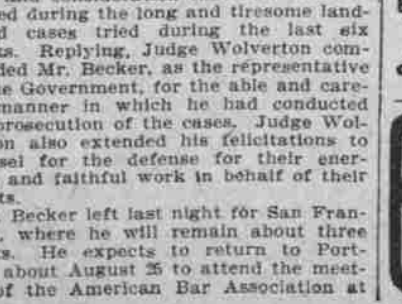 ed during the long and tiresome land-
d cases tried during the last six
ts. Replying, Judge Wolverton com-
ded Mr. Becker, as the representative
e Government, for the able and care-
manner in which he had conducted
prosecution of the cases. Judge Wol-
on also extended his felicitations to
sel for the defense for their ener-
and faithful work in behalf of their
ts.
. Becker left last night for San Fran-
, where he will remain about three
s. He expects to return to Port-
about August 25 to attend the meet-
of the American Bar Association at